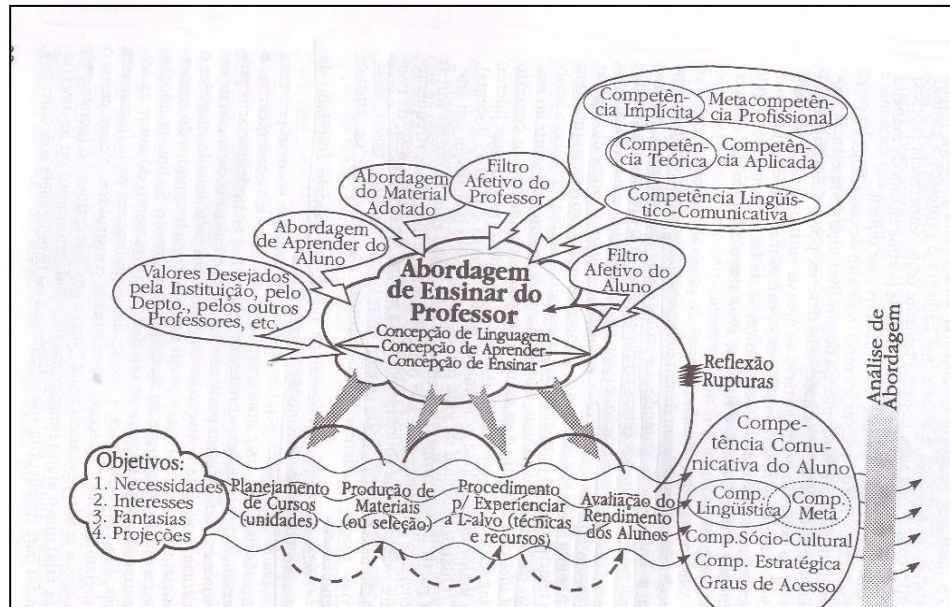 Competên-
cia Implícita
Metacompetên-
cia Profissional
Competên-
cia Teórica
Competên-
cia Aplicada
Competência Lingüís-
tico-Comunicativa
Filtro
Afetivo do
Professor
Abordagem
do Material
Adotado
Abordagem
de Aprender do
Aluno
Valores Desejados
pela Instituição, pelo
Depto., pelos outros
Professores, etc.
Filtro
Afetivo do
Aluno
Abordagem
de Ensinar do
Professor
Concepção de Linguagem
Concepção de Aprender
Concepção de Ensinar
Reflexão
Rupturas
Análise de
Abordagem
Objetivos:
1. Necessidades
2. Interesses
3. Fantasias
4. Projeções
Planejamento
de Cursos
(unidades)
Produção de
Materiais
(ou seleção)
Procedimento
p/ Experienciar
a L-alvo (técnicas
e recursos)
Avaliação do
Rendimento
dos Alunos
Compe-
tência Comu-
nicativa do Aluno
Comp.
Lingüística
Comp.
Meta
Comp.Sócio-Cultural
Comp. Estratégica
Graus de Acesso